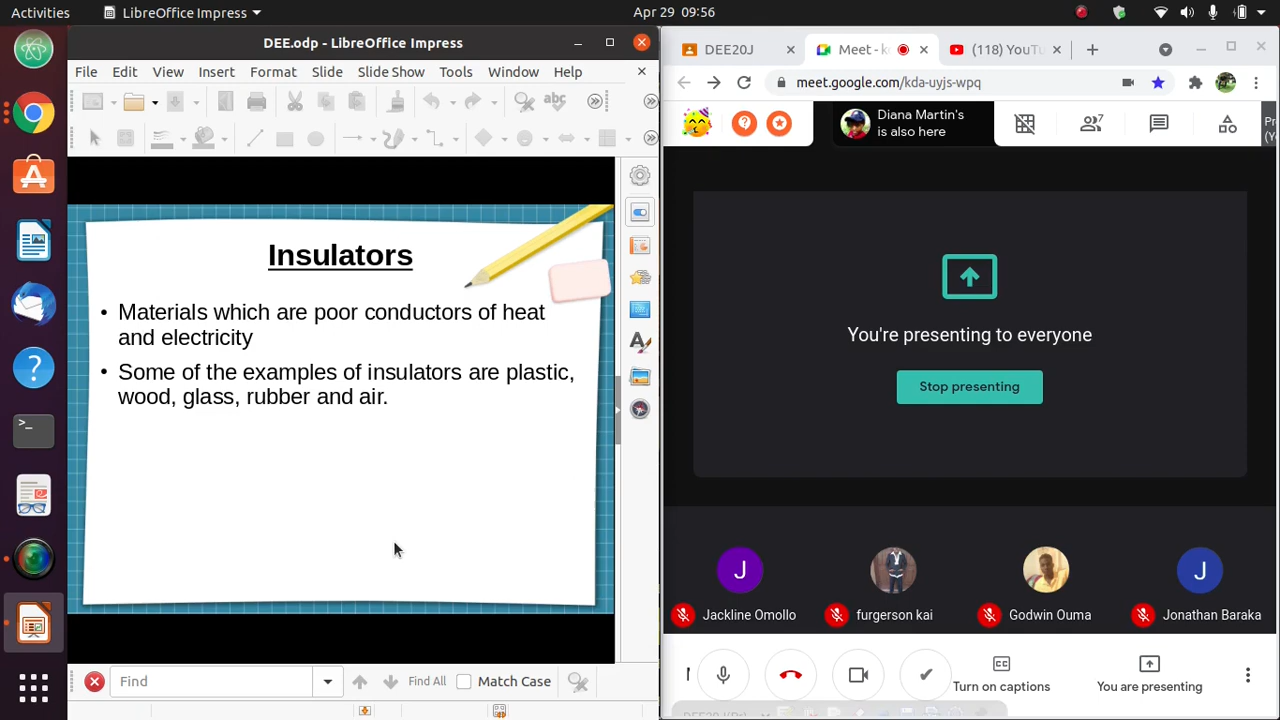 Activities
LibreOffice Impress
Apr 29 09:56
DEE.odp - LibreOffice Impress
File Edit View Insert Format Slide Slide Show Tools Window Help
Insulators
• Materials which are poor conductors of heat
and electricity
• Some of the examples of insulators are plastic,
wood, glass, rubber and air.
Find
Find All
Match Case
DEE20J
Meet - k
(118) YouTu
meet.google.com/kda-uyjs-wpq
Diana Martin's
is also here
7
You're presenting to everyone
Stop presenting
J
J
Jackline Omollo
furgerson kai
Godwin Ouma
Jonathan Baraka
Turn on captions
You are presenting